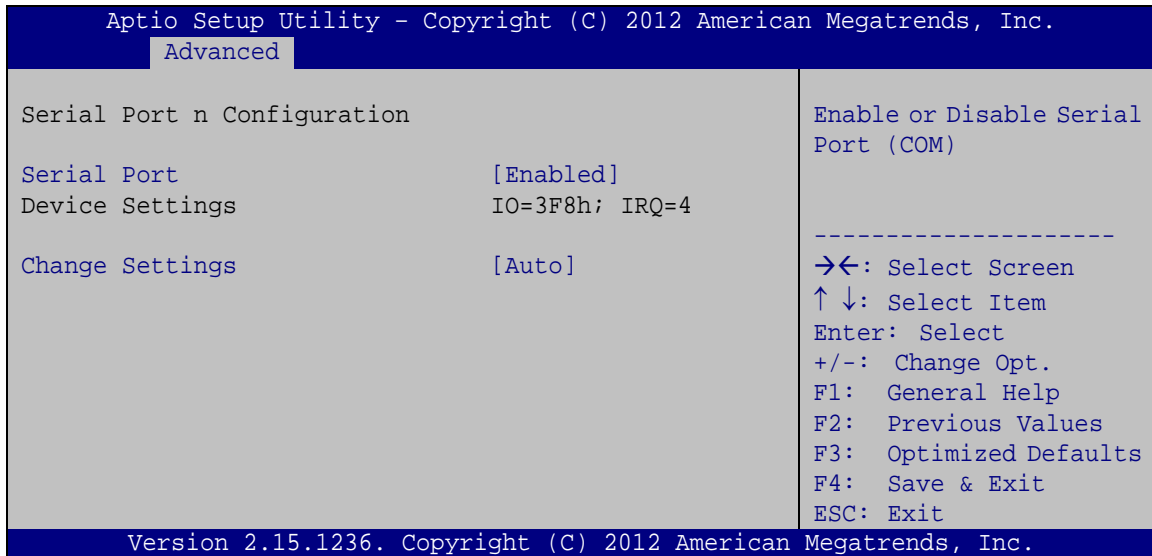 Aptio Setup Utility – Copyright (C) 2012 American Megatrends, Inc.
Advanced
Serial Port n Configuration
Serial Port [Enabled]
Device Settings IO=3F8h; IRQ=4
Change Settings [Auto]
Enable or Disable Serial
Port (COM)
---------------------
→←: Select Screen
↑ ↓: Select Item
Enter: Select
+/-: Change Opt.
F1: General Help
F2: Previous Values
F3: Optimized Defaults
F4: Save & Exit
ESC: Exit
Version 2.15.1236. Copyright (C) 2012 American Megatrends, Inc.